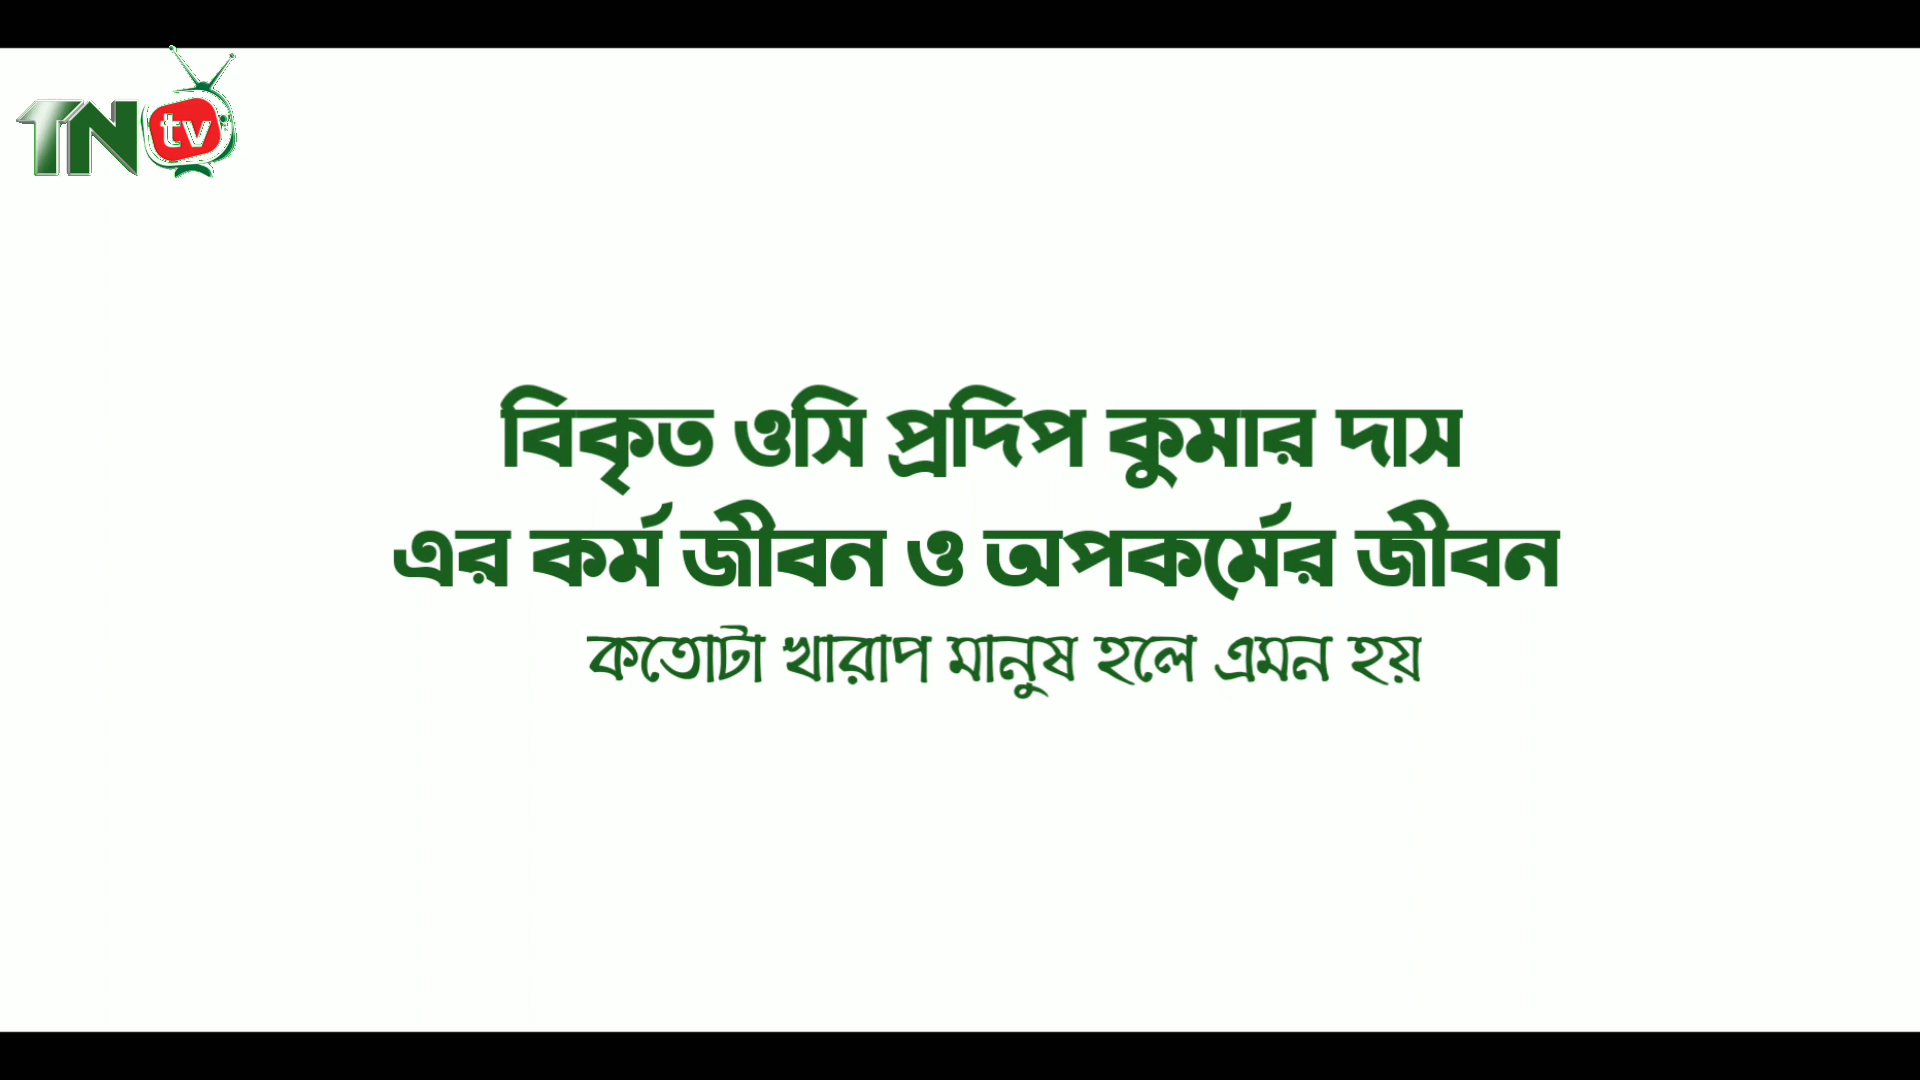 TN tv
বিকৃত ওসি প্রদিপ কুমার দাস
এর কর্ম জীবন ও অপকর্মের জীবন
কতোটা খারাপ মানুষ হলে এমন হয়